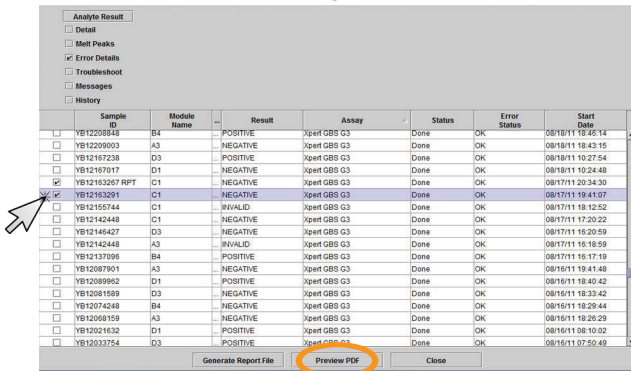 Analyte Result
Detail
Melt Peaks
Error Details
Troubleshoot
Messages
History
Sample ID Module Name ... Result Assay Status Error Status Start Date
YB12208848 B4 ... POSITIVE Xpert GBS G3 Done OK 08/18/11 18:46:14
YB12209003 A3 ... NEGATIVE Xpert GBS G3 Done OK 08/18/11 18:43:15
YB12167238 D3 ... POSITIVE Xpert GBS G3 Done OK 08/18/11 10:27:54
YB12167017 D1 ... NEGATIVE Xpert GBS G3 Done OK 08/18/11 10:24:48
YB12163267 RPT C1 ... NEGATIVE Xpert GBS G3 Done OK 08/17/11 20:34:30
YB12163291 C1 ... NEGATIVE Xpert GBS G3 Done OK 08/17/11 19:41:07
YB12155744 C1 ... INVALID Xpert GBS G3 Done OK 08/17/11 18:12:52
YB12142448 C1 ... NEGATIVE Xpert GBS G3 Done OK 08/17/11 17:20:22
YB12146427 D3 ... NEGATIVE Xpert GBS G3 Done OK 08/17/11 16:20:59
YB12142448 A3 ... INVALID Xpert GBS G3 Done OK 08/17/11 16:18:59
YB12137096 B4 ... POSITIVE Xpert GBS G3 Done OK 08/17/11 16:17:19
YB12087901 A3 ... NEGATIVE Xpert GBS G3 Done OK 08/16/11 19:41:48
YB12089962 D1 ... POSITIVE Xpert GBS G3 Done OK 08/16/11 18:40:42
YB12081589 D3 ... NEGATIVE Xpert GBS G3 Done OK 08/16/11 18:33:42
YB12074248 B4 ... NEGATIVE Xpert GBS G3 Done OK 08/16/11 18:29:44
YB12068159 A3 ... NEGATIVE Xpert GBS G3 Done OK 08/16/11 18:26:29
YB12021632 D1 ... POSITIVE Xpert GBS G3 Done OK 08/16/11 08:10:02
YB12033754 D3 ... POSITIVE Xpert GBS G3 Done OK 08/16/11 07:50:49
Generate Report File Preview PDF Close